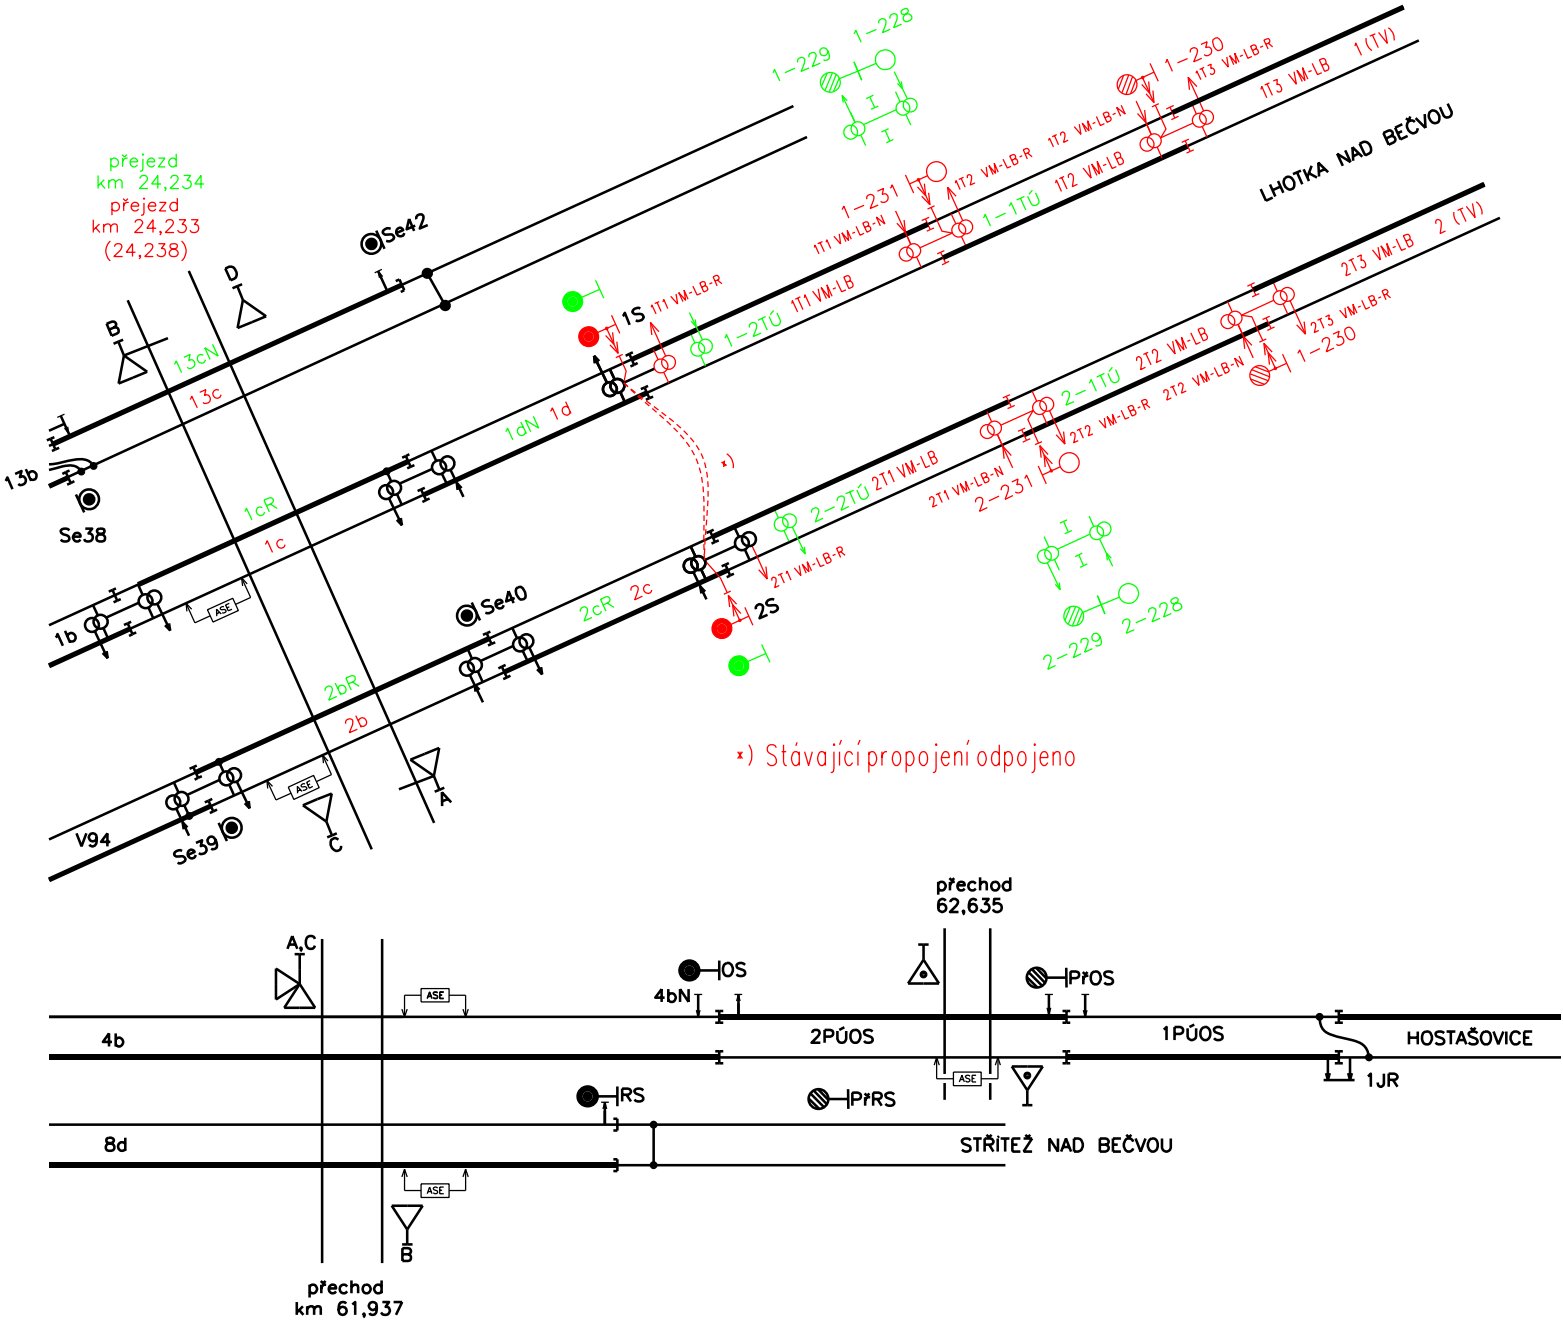 1-228
1-229
1-230
1T3 VM-LB-R
1 (TV)
1T3 VM-LB
1T2 VM-LB-N
1T2 VM-LB-R
1T2 VM-LB
LHOTKA NAD BEČVOU
přejezd
km 24,234
přejezd
km 24,233
(24,238)
1-231
1-1TÚ
1T1 VM-LB-N
Se42
D
B
1S
1T1 VM-LB-R
1-2TÚ
1T1 VM-LB
2 (TV)
2T3 VM-LB
2T3 VM-LB-R
1-230
2T2 VM-LB
2T2 VM-LB-N
2-1TÚ
2T2 VM-LB-R
13cN
13c
13b
Se38
1dN
1d
*)
2T1 VM-LB
2T1 VM-LB-N
2-231
2-2TÚ
2T1 VM-LB-R
1cR
1c
ASE
1b
Se40
2cR
2c
2S
2-228
2-229
2bR
2b
*) Stávající propojení odpojeno
ASE
A
C
V94
Se39
přechod
62,635
A,C
OS
4bN
PřOS
ASE
4b
2PÚOS
1PÚOS
HOSTAŠOVICE
ASE
1JR
RS
PřRS
8d
STŘÍTEŽ NAD BEČVOU
ASE
B
přechod
km 61,937